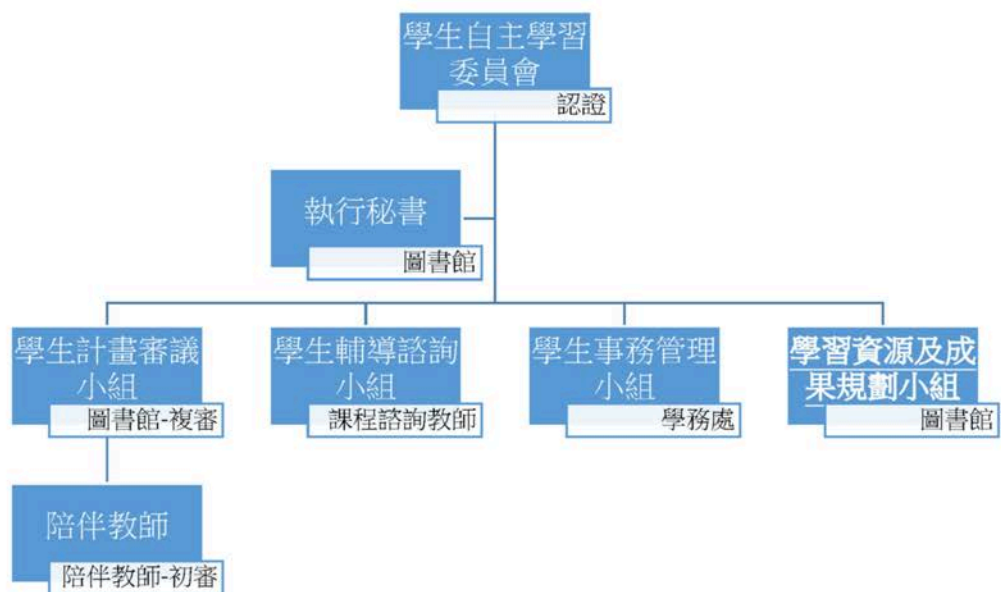 學生自主學習
委員會
認證
執行秘書
圖書館
學生計畫審議
小組
圖書館-複審
學生輔導諮詢
小組
課程諮詢教師
學生事務管理
小組
學務處
學習資源及成
果規劃小組
圖書館
陪伴教師
陪伴教師-初審